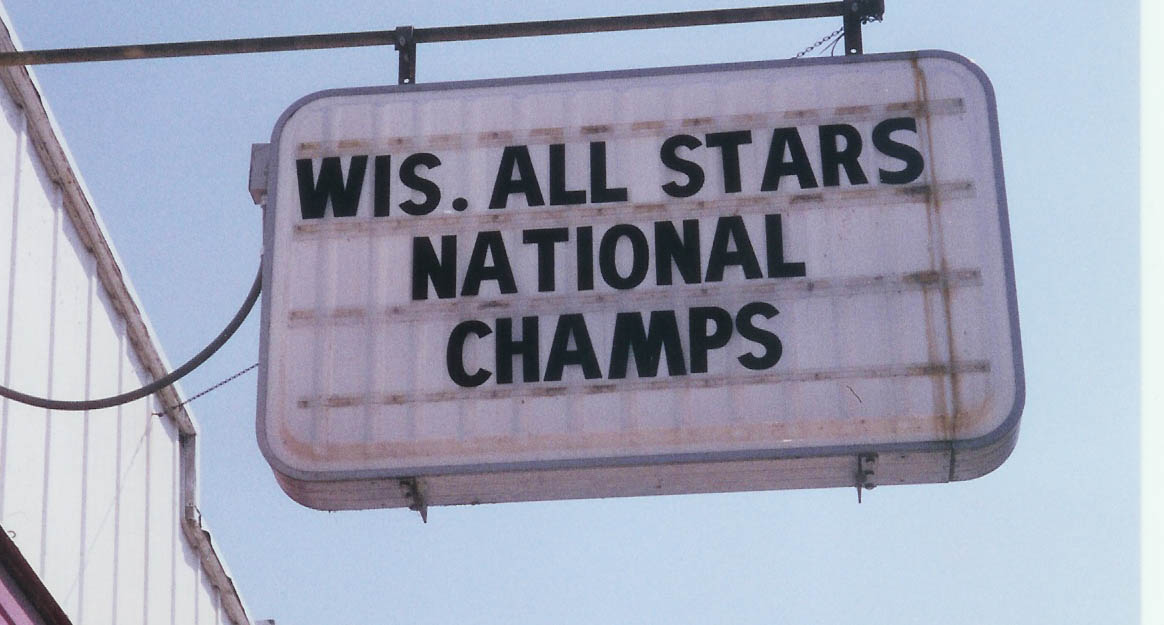 WIS. ALL STARS
NATIONAL
CHAMPS